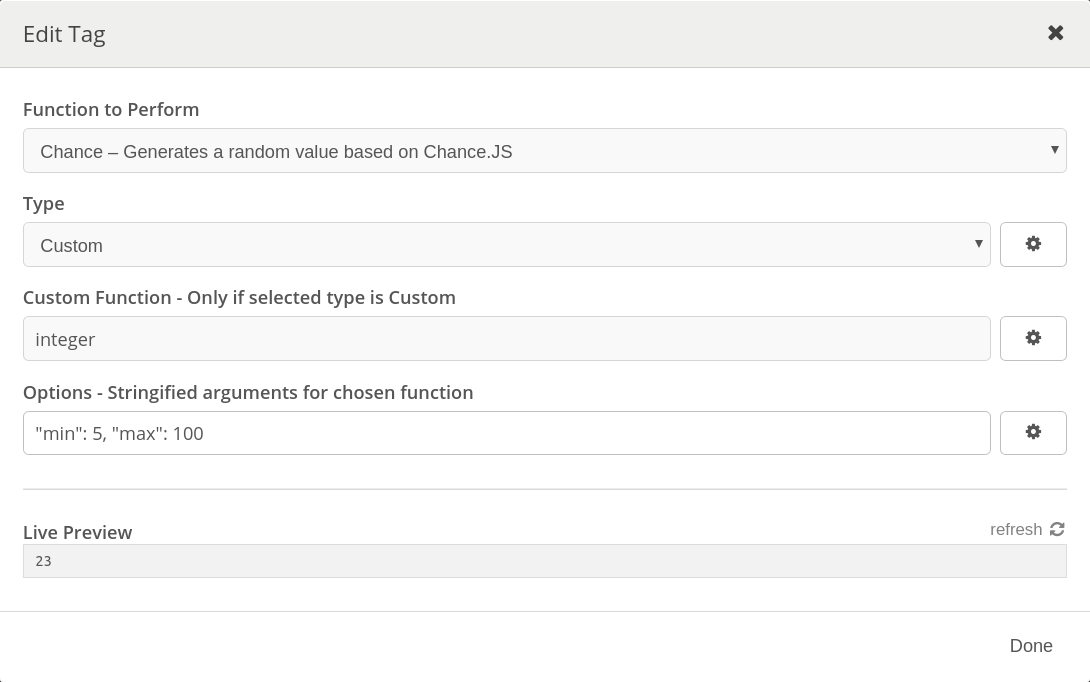 Edit Tag
Function to Perform
Chance – Generates a random value based on Chance.JS
Type
Custom
Custom Function - Only if selected type is Custom
integer
Options - Stringified arguments for chosen function
"min": 5, "max": 100
Live Preview
refresh
23
Done